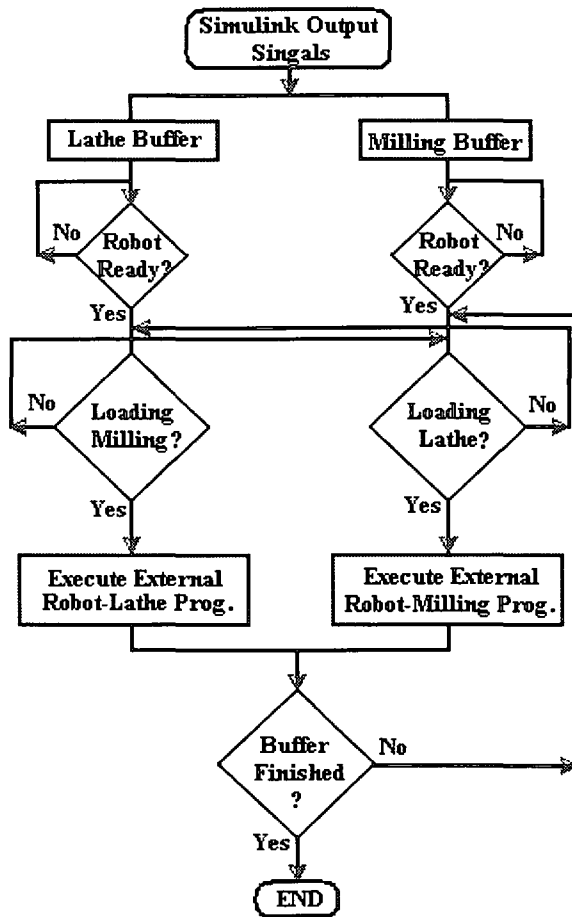 Simulink Output
Singals
Lathe Buffer
Milling Buffer
No
Robot
Ready?
Robot
Ready?
No
Yes
Yes
No
Loading
Milling?
Loading
Lathe?
No
Yes
Yes
Execute External
Robot-Lathe Prog.
Execute External
Robot-Milling Prog.
Buffer
Finished
?
No
Yes
END